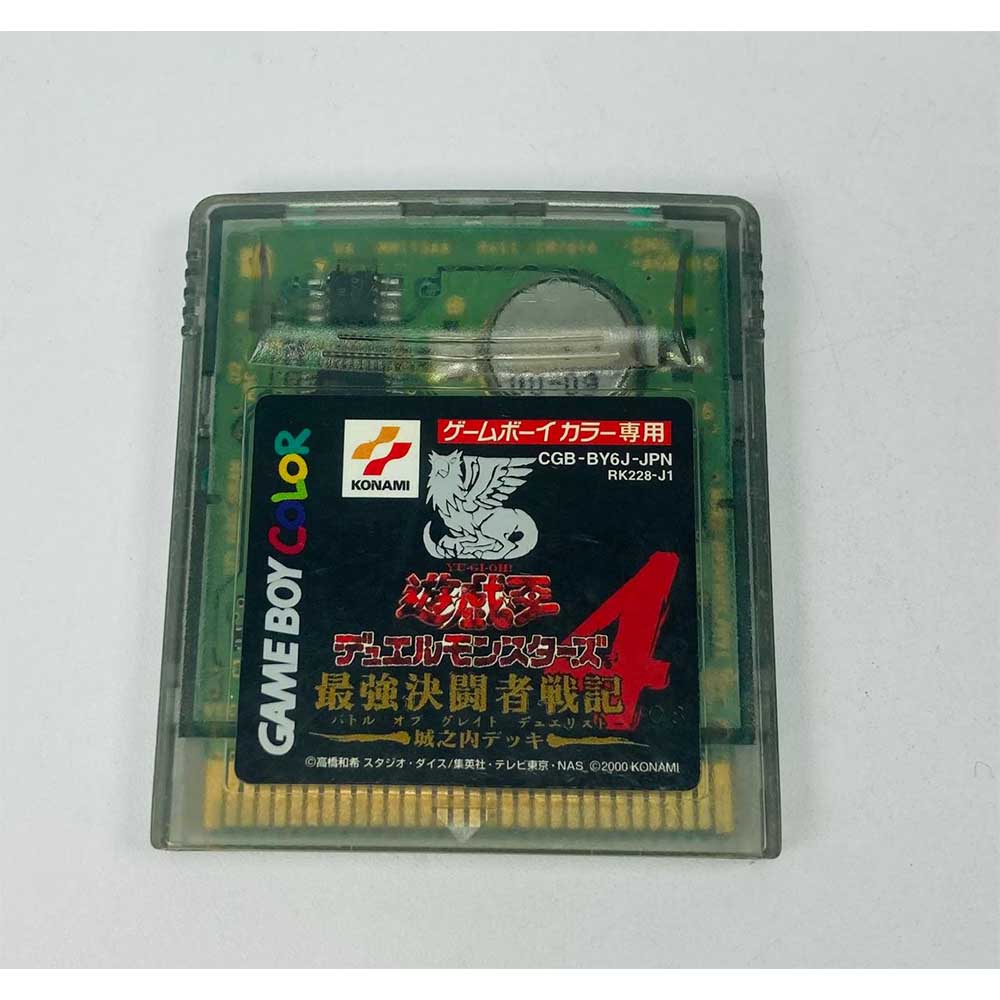 GAME BOY COLOR
KONAMI
ゲームボーイカラー専用
CGB-BY6J-JPN
RK228-J1
YU-GI-OH!
遊戯王
デュエルモンスターズ4
最強決闘者戦記
バトル オブ グレイト デュエリスト
城之内デッキ
©高橋和希 スタジオ・ダイス/集英社・テレビ東京・NAS ©2000 KONAMI